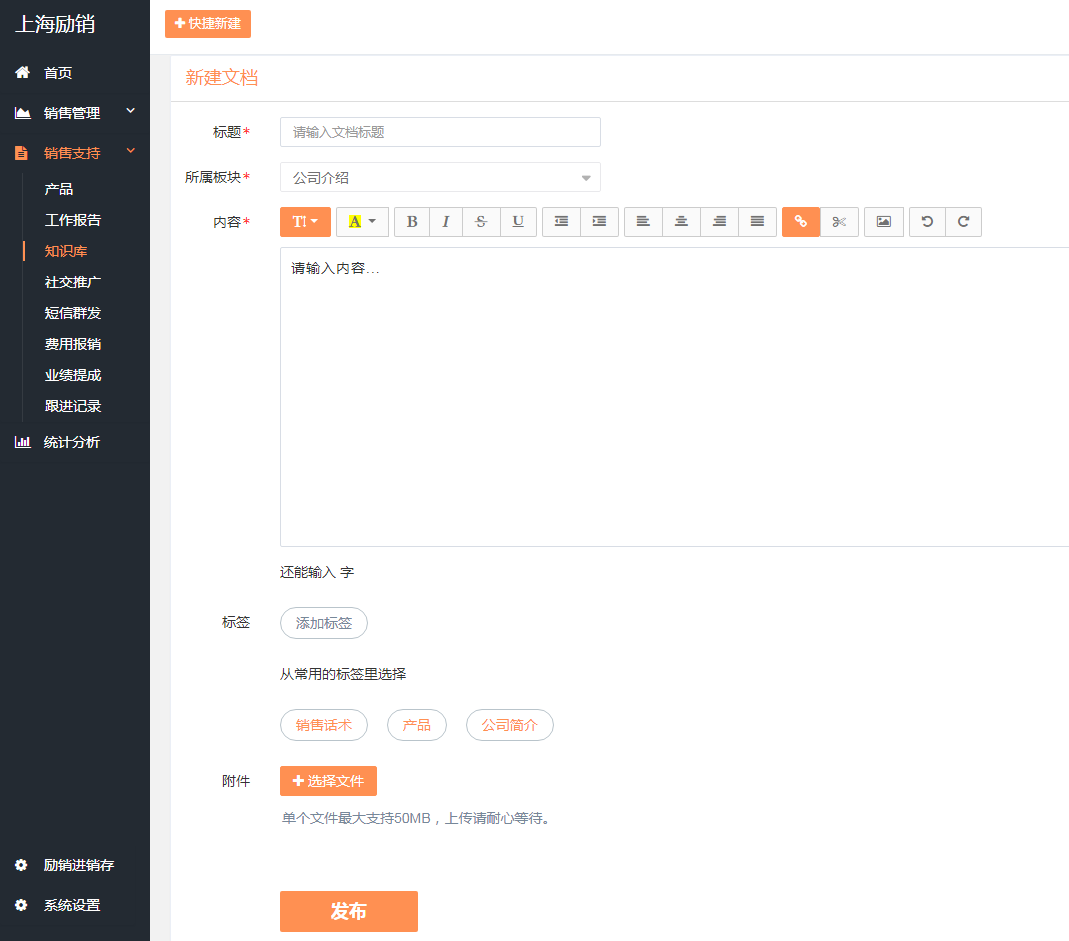 上海励销
快捷新建
首页
销售管理
销售支持
产品
工作报告
知识库
社交推广
短信群发
费用报销
业绩提成
跟进记录
统计分析
励销进销存
系统设置
新建文档
标题*
请输入文档标题
所属板块*
公司介绍
内容*
T! A B I S U
请输入内容...
还能输入 字
标签
添加标签
从常用的标签里选择
销售话术 产品 公司简介
附件
选择文件
单个文件最大支持50MB，上传请耐心等待。
发布